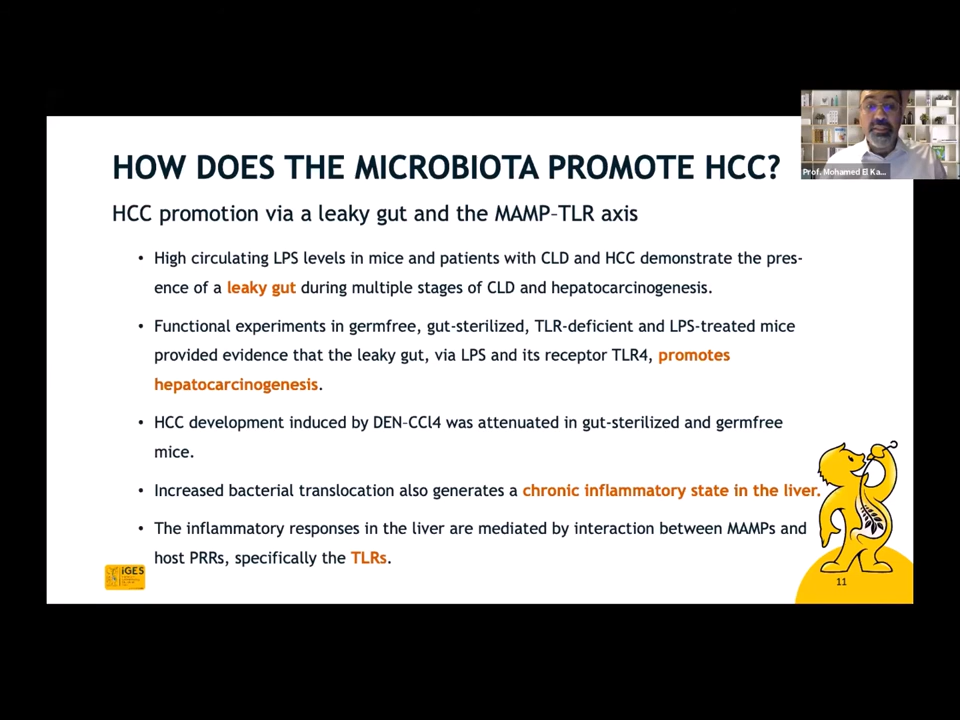 HOW DOES THE MICROBIOTA PROMOTE HCC?
Prof. Mohamed El Ka...
HCC promotion via a leaky gut and the MAMP–TLR axis
• High circulating LPS levels in mice and patients with CLD and HCC demonstrate the pres-
ence of a leaky gut during multiple stages of CLD and hepatocarcinogenesis.
• Functional experiments in germfree, gut-sterilized, TLR-deficient and LPS-treated mice
provided evidence that the leaky gut, via LPS and its receptor TLR4, promotes
hepatocarcinogenesis.
• HCC development induced by DEN–CCl4 was attenuated in gut-sterilized and germfree
mice.
• Increased bacterial translocation also generates a chronic inflammatory state in the liver.
• The inflammatory responses in the liver are mediated by interaction between MAMPs and
host PRRs, specifically the TLRs.
iGES
11